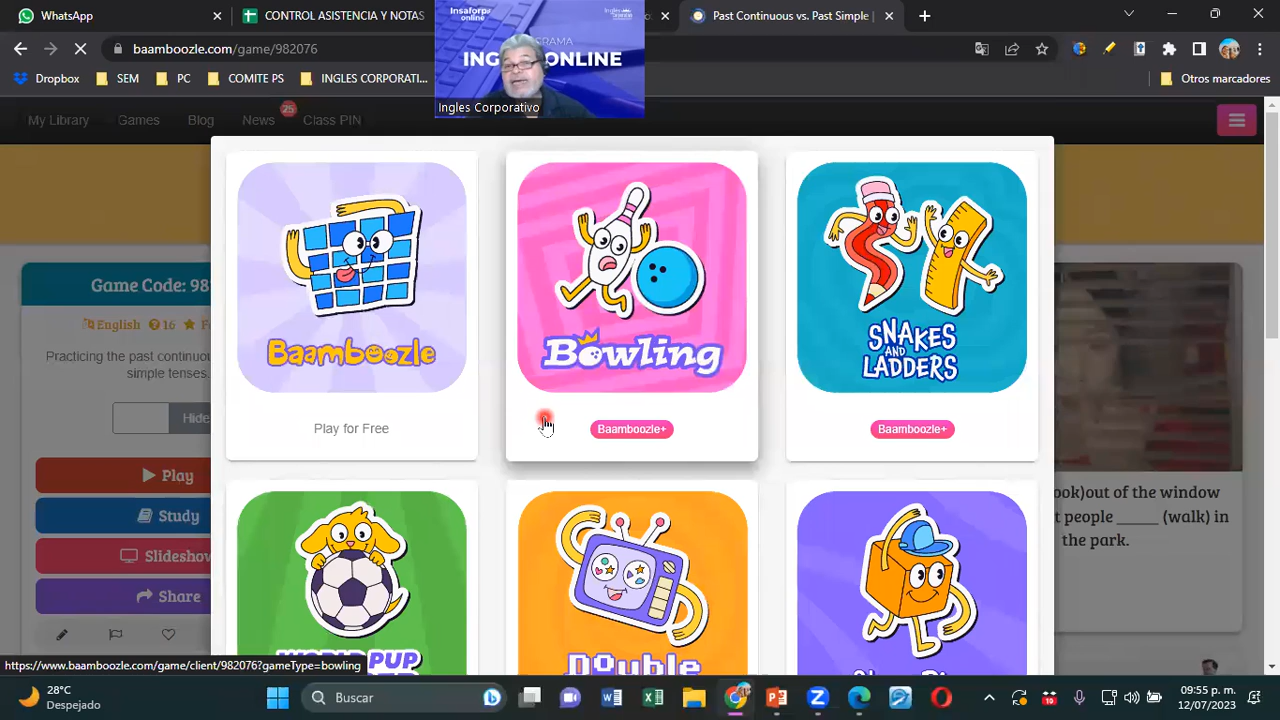 WhatsApp
CONTROL ASISTENCIA Y NOTAS
Past Continuous vs. Past Simple |
baamboozle.com/game/982076
Dropbox
SEM
PC
COMITE PS
INGLES CORPORATI...
Otros marcadores
Insaforp
online
INGLES ONLINE
Ingles Corporativo
My Library
Games
Blog
News
25
Class PIN
Game Code: 98
English
16
Practicing the past continuou
simple tenses.
Hide
Play
Study
Slideshow
Share
Baamboozle
Play for Free
Bowling
Baamboozle+
SNAKES
AND
LADDERS
Baamboozle+
WORLD PUP
Double
ook)out of the window
t people _____ (walk) in
the park.
https://www.baamboozle.com/game/client/982076?gameType=bowling
28°C
Despejado
Buscar
09:55 p. m.
12/07/2023